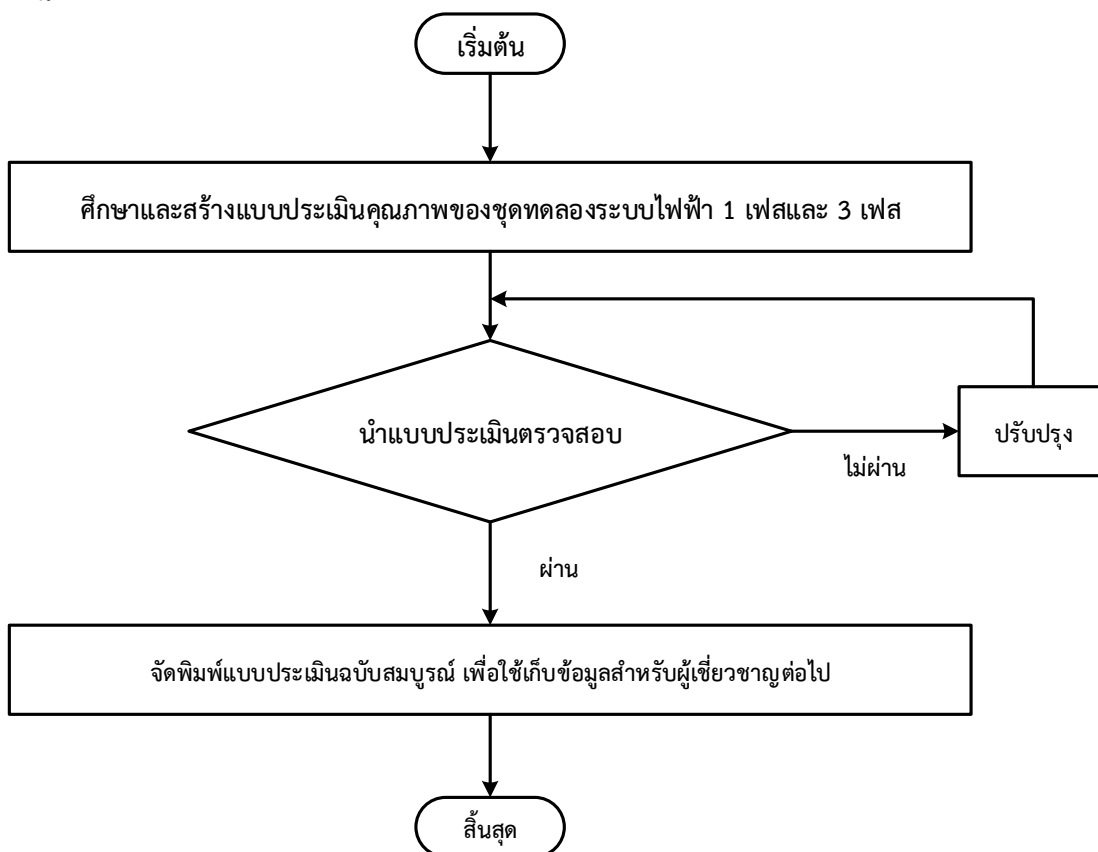 เริ่มต้น
ศึกษาและสร้างแบบประเมินคุณภาพของชุดทดลองระบบไฟฟ้า 1 เฟสและ 3 เฟส
นำแบบประเมินตรวจสอบ
ปรับปรุง
ไม่ผ่าน
ผ่าน
จัดพิมพ์แบบประเมินฉบับสมบูรณ์ เพื่อใช้เก็บข้อมูลสำหรับผู้เชี่ยวชาญต่อไป
สิ้นสุด